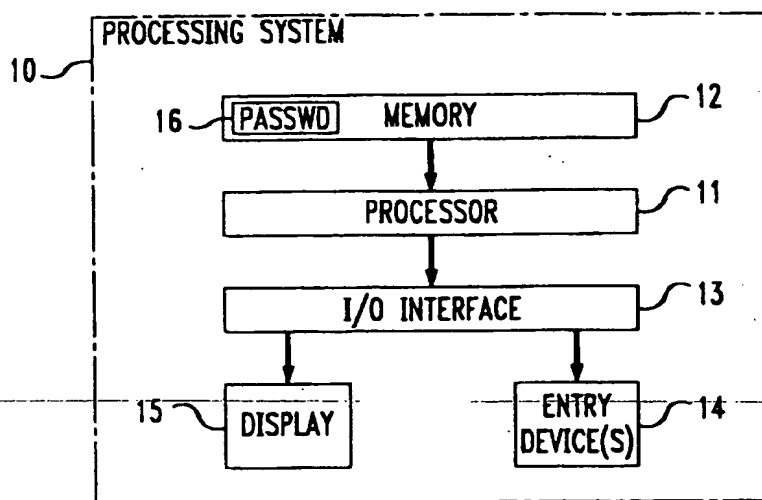 PROCESSING SYSTEM
10
16 PASSWD MEMORY 12
PROCESSOR 11
I/O INTERFACE 13
15 DISPLAY
ENTRY
DEVICE(S) 14